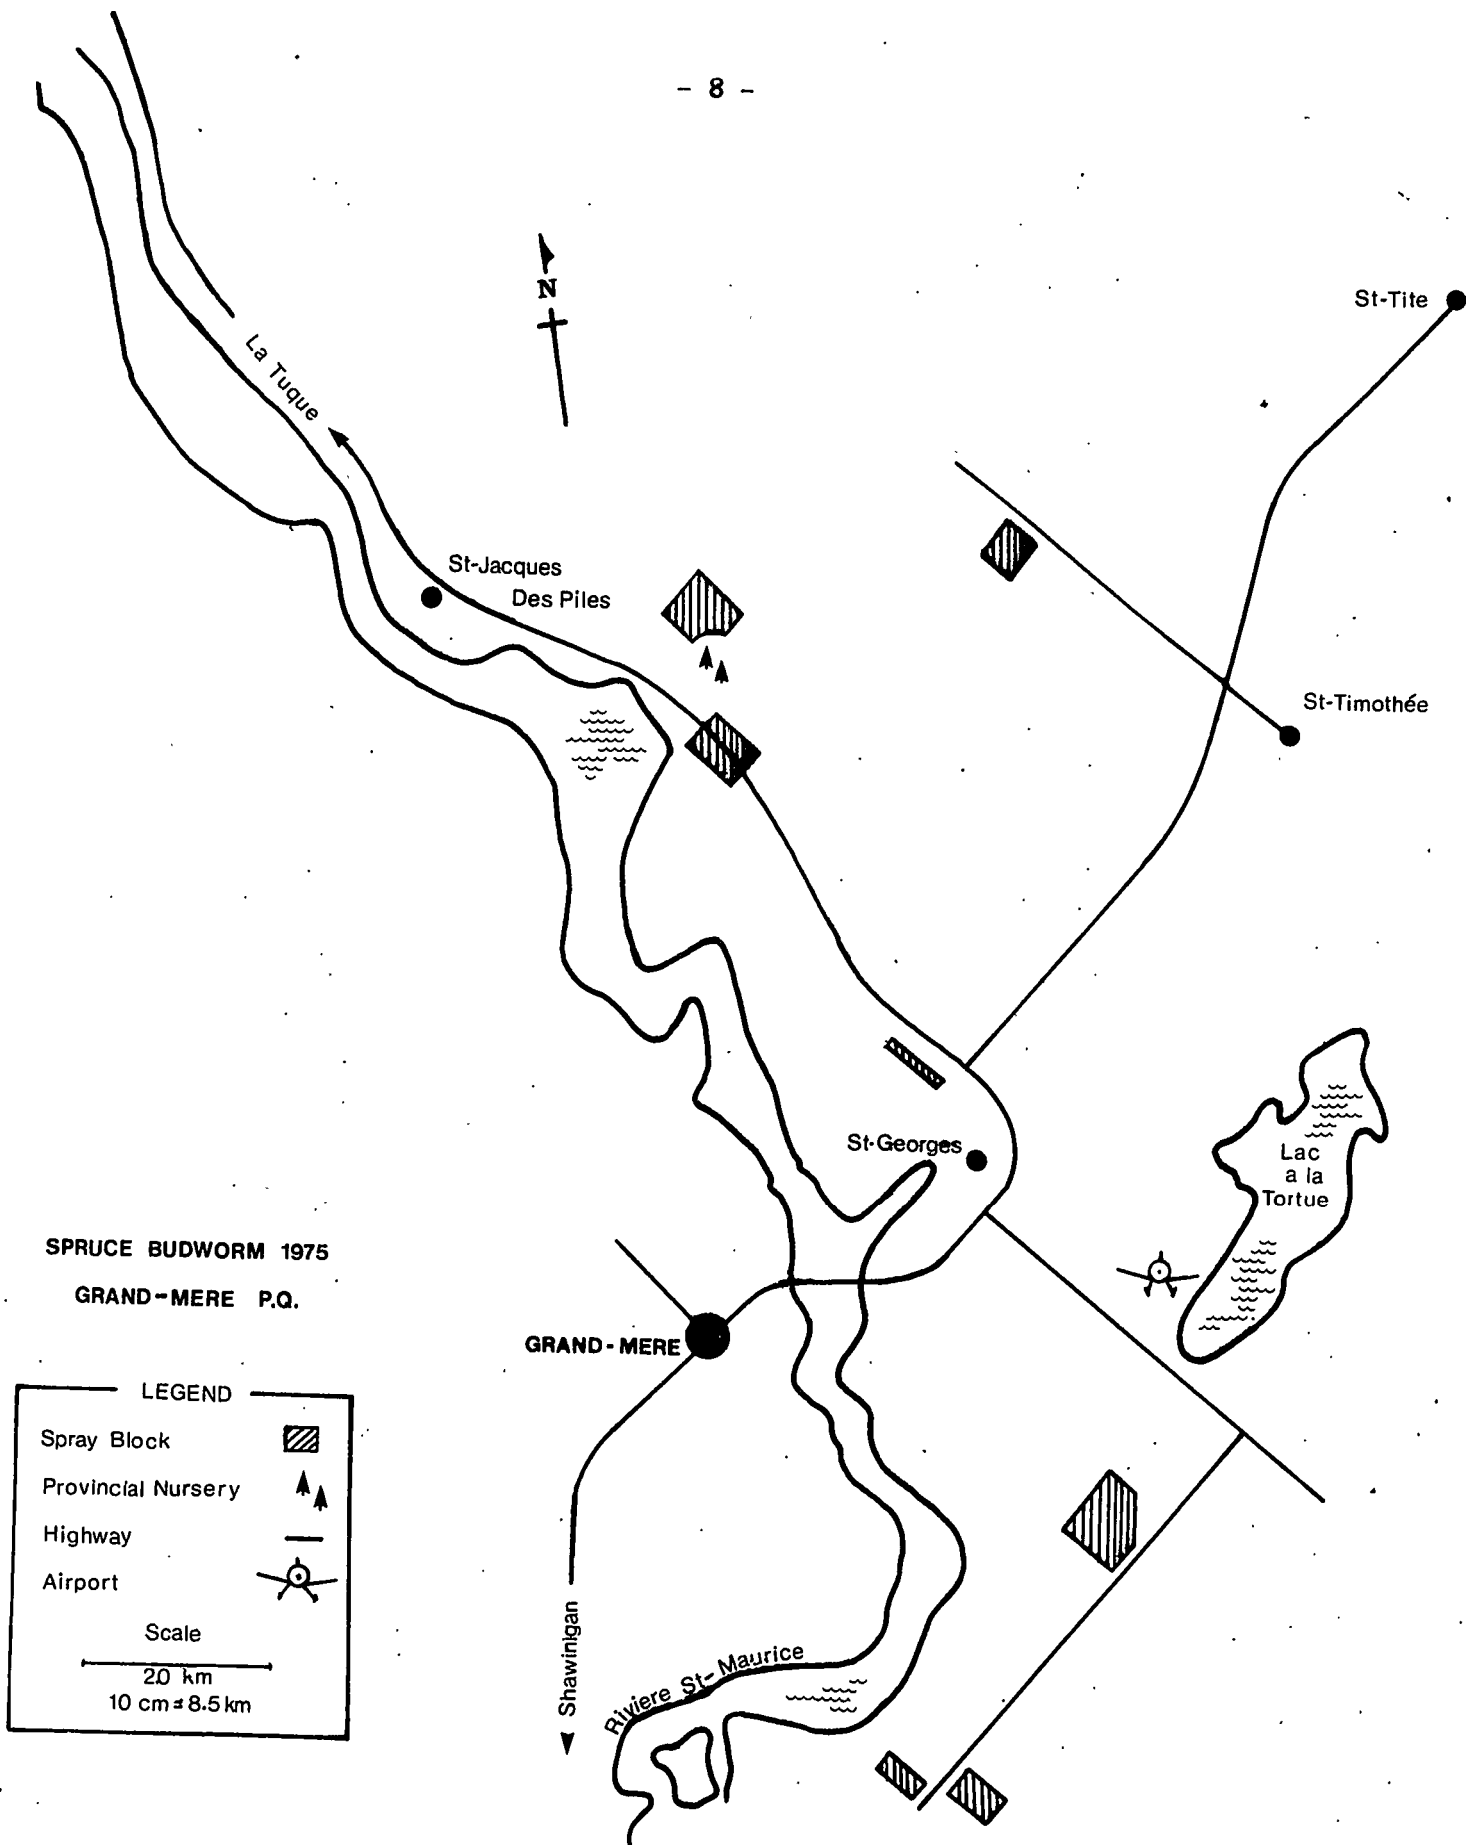 - 8 -
N
St-Tite
La Tuque
St-Jacques
Des Piles
St-Timothée
St-Georges
Lac
a la
Tortue
SPRUCE BUDWORM 1975
GRAND-MERE P.Q.
GRAND-MERE
LEGEND
Spray Block
Provincial Nursery
Highway
Airport
Scale
2.0 km
10 cm = 8.5 km
Shawinigan
Riviere St-Maurice